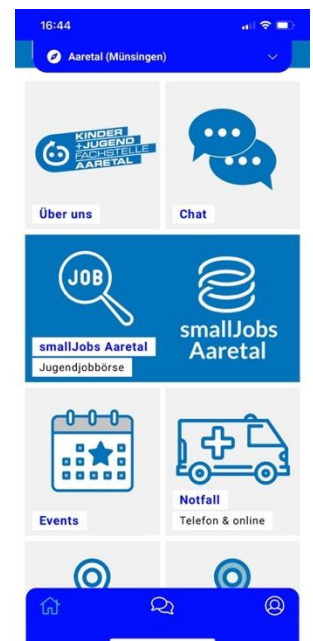 16:44
Aaretal (Münsingen)
KINDER
+JUGEND
FACHSTELLE
AARETAL
Über uns
Chat
JOB
smallJobs Aaretal
Jugendjobbörse
smallJobs
Aaretal
Events
Notfall
Telefon & online